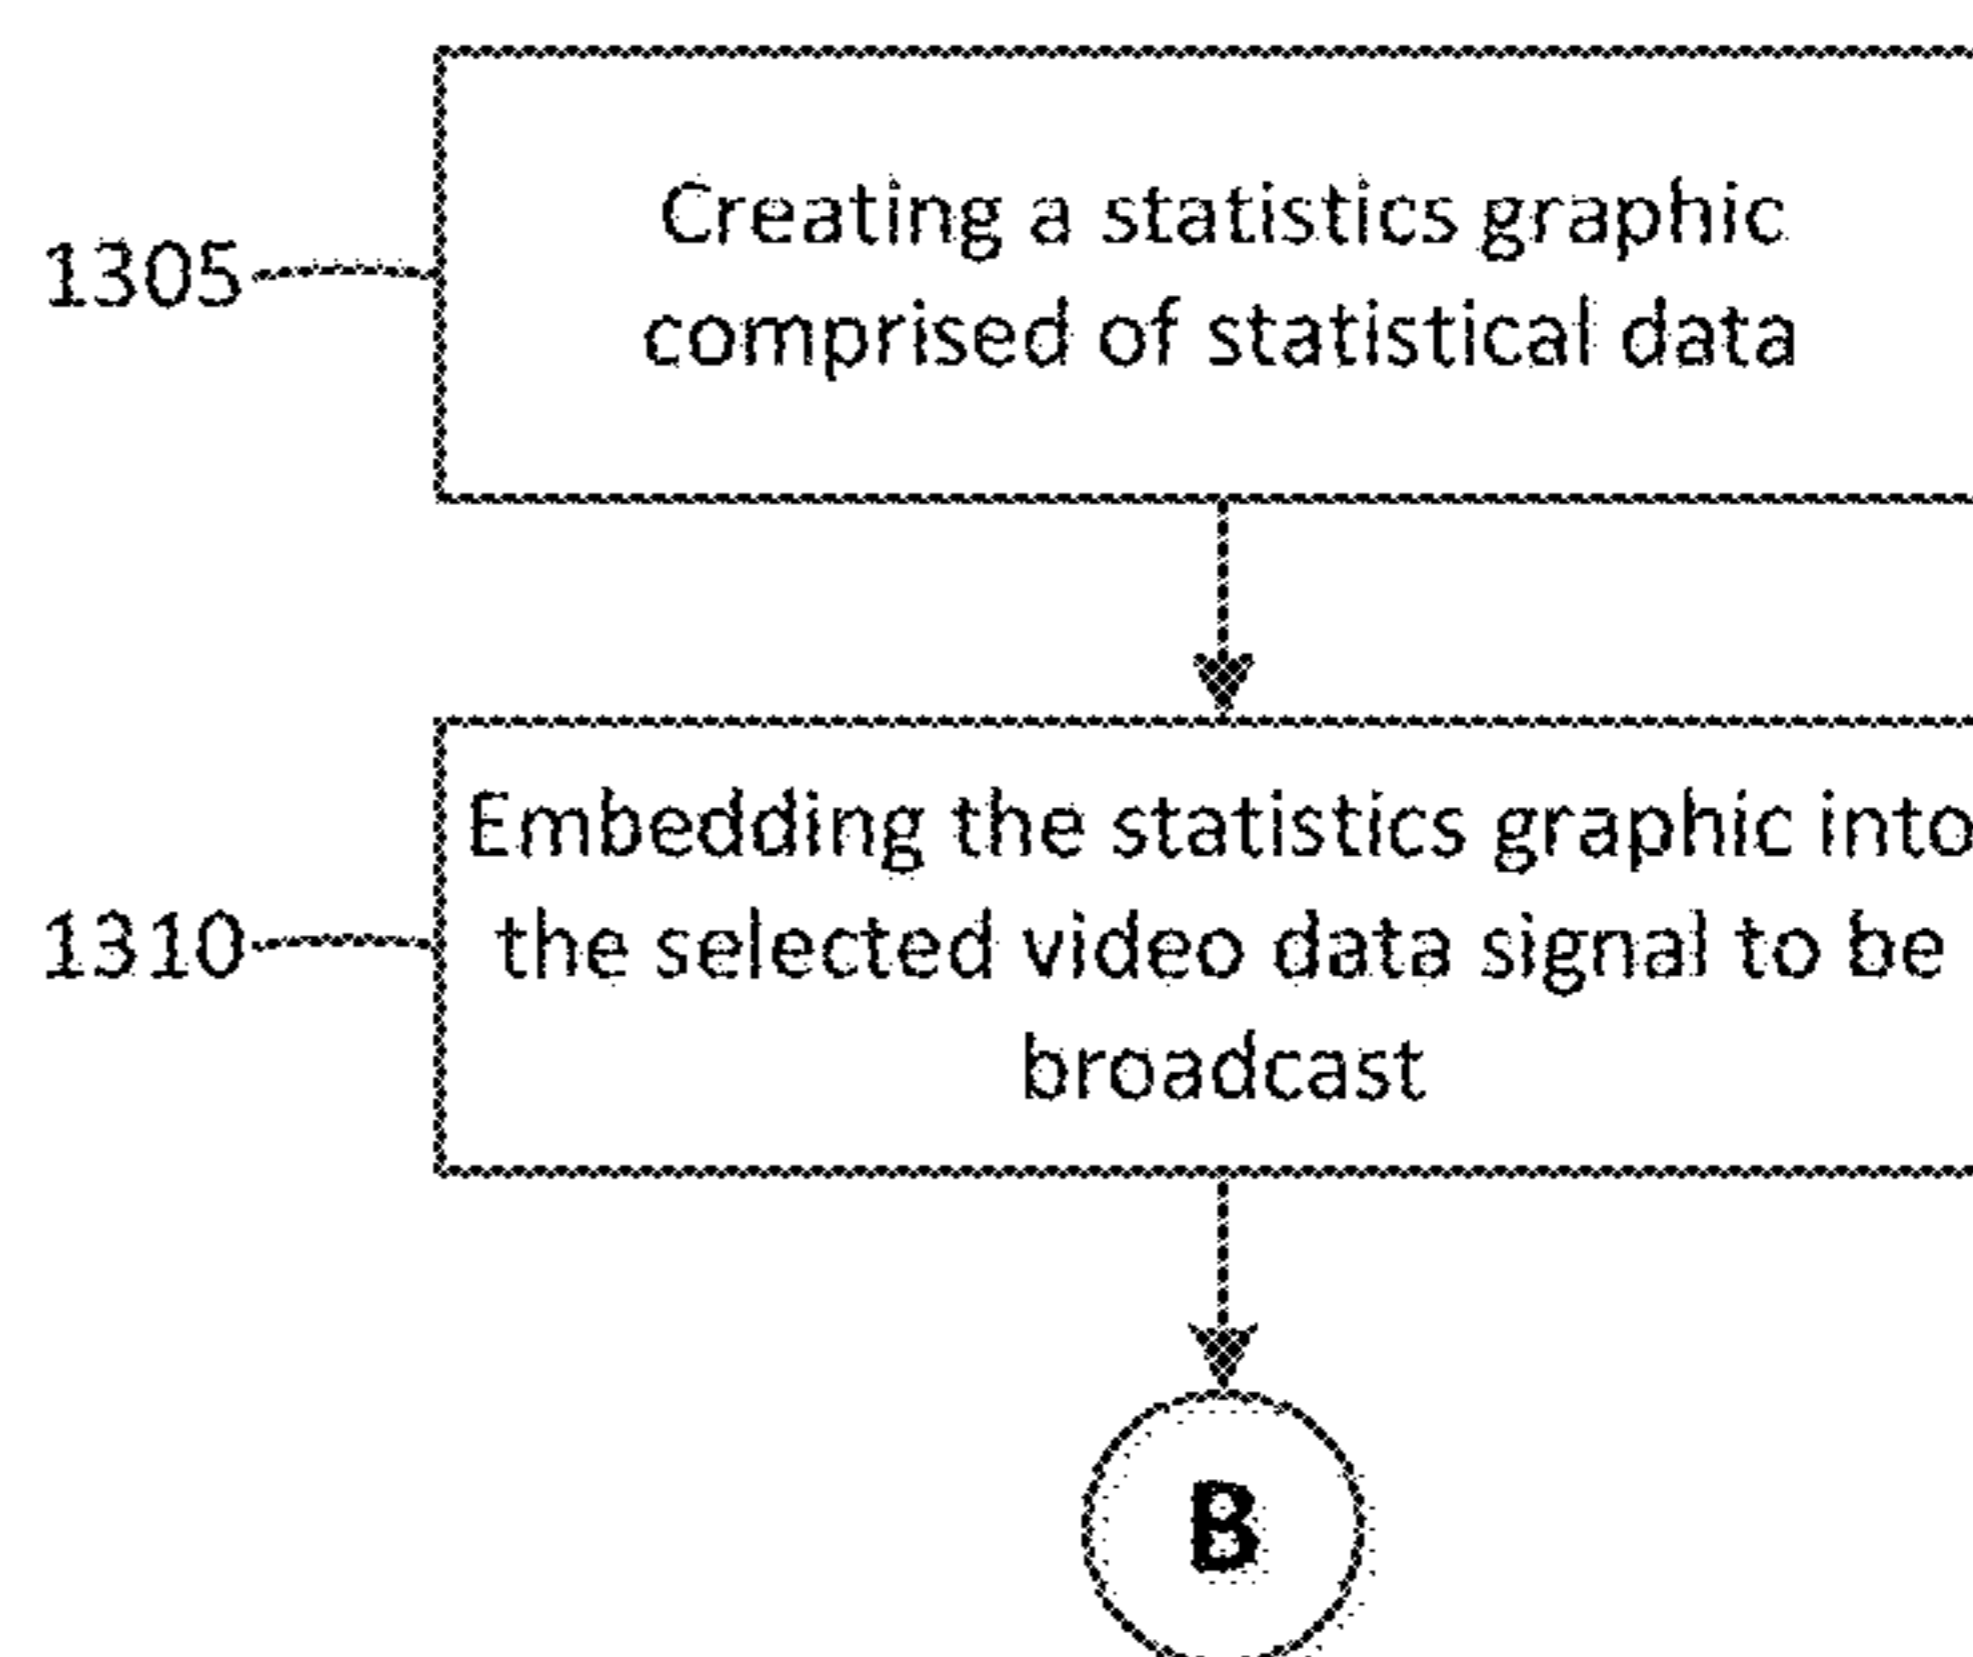 Creating a statistics graphic
1305
comprised of statistical data
Embedding the statistics graphic into
1310
the selected video data signal to be
broadcast
B